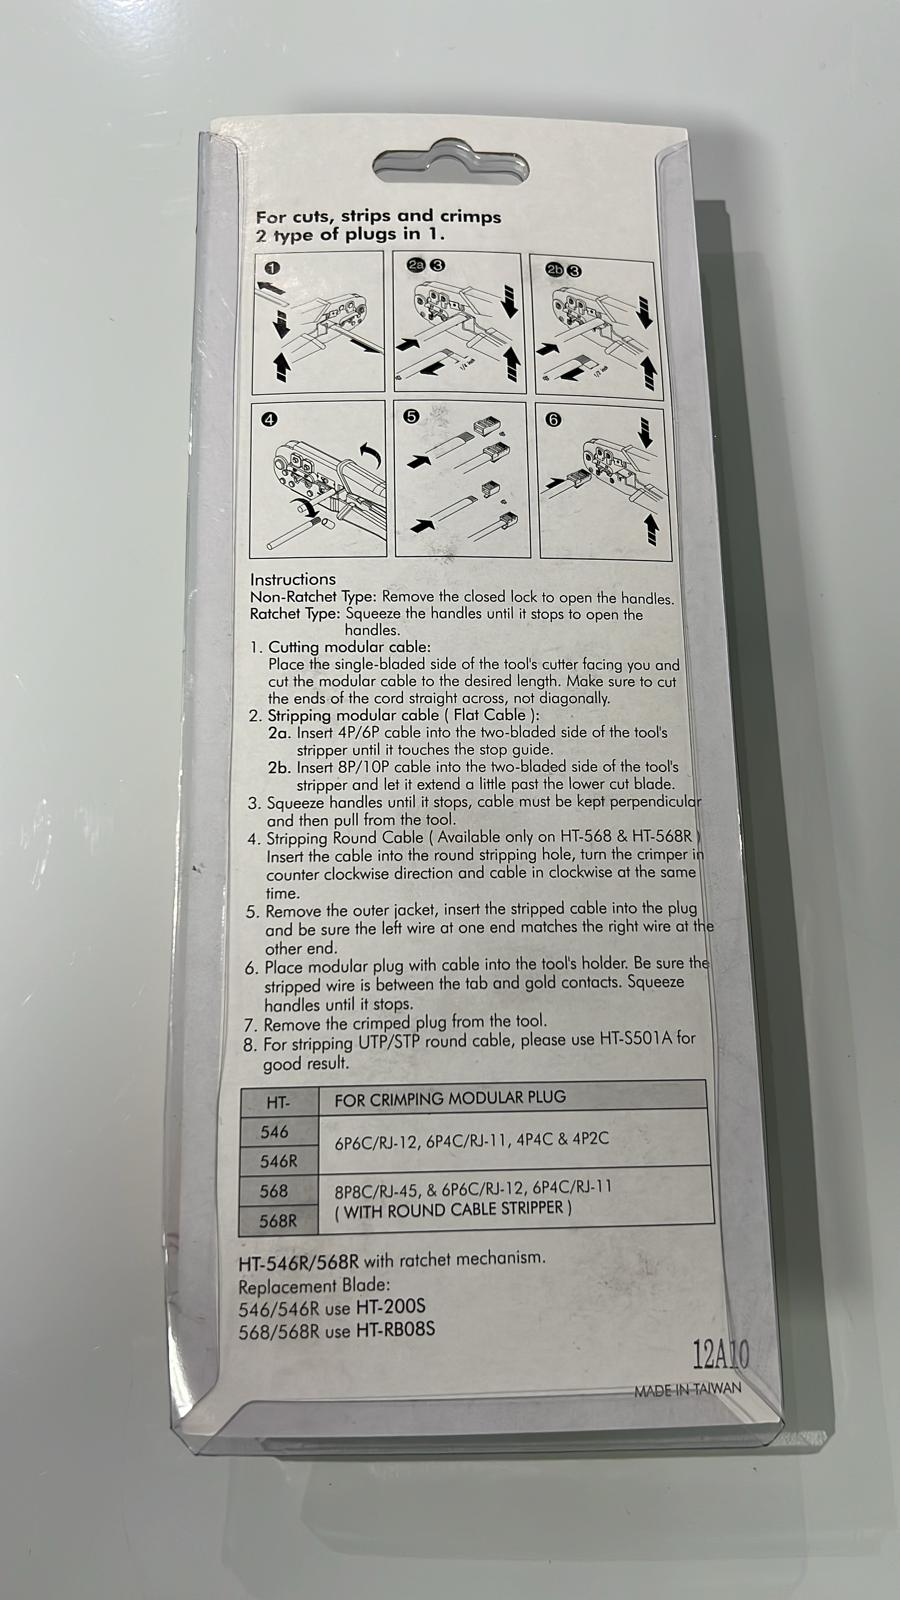 For cuts, strips and crimps
2 type of plugs in 1.
1
2a 3
1/4 inch
2b 3
1/2 inch
4
5
6
Instructions
Non-Ratchet Type: Remove the closed lock to open the handles.
Ratchet Type: Squeeze the handles until it stops to open the
handles.
1. Cutting modular cable:
Place the single-bladed side of the tool's cutter facing you and
cut the modular cable to the desired length. Make sure to cut
the ends of the cord straight across, not diagonally.
2. Stripping modular cable ( Flat Cable ):
2a. Insert 4P/6P cable into the two-bladed side of the tool's
stripper until it touches the stop guide.
2b. Insert 8P/10P cable into the two-bladed side of the tool's
stripper and let it extend a little past the lower cut blade.
3. Squeeze handles until it stops, cable must be kept perpendicular
and then pull from the tool.
4. Stripping Round Cable ( Available only on HT-568 & HT-568R )
Insert the cable into the round stripping hole, turn the crimper in
counter clockwise direction and cable in clockwise at the same
time.
5. Remove the outer jacket, insert the stripped cable into the plug
and be sure the left wire at one end matches the right wire at the
other end.
6. Place modular plug with cable into the tool's holder. Be sure the
stripped wire is between the tab and gold contacts. Squeeze
handles until it stops.
7. Remove the crimped plug from the tool.
8. For stripping UTP/STP round cable, please use HT-S501A for
good result.
HT- FOR CRIMPING MODULAR PLUG
546
546R
6P6C/RJ-12, 6P4C/RJ-11, 4P4C & 4P2C
568
568R
8P8C/RJ-45, & 6P6C/RJ-12, 6P4C/RJ-11
( WITH ROUND CABLE STRIPPER )
HT-546R/568R with ratchet mechanism.
Replacement Blade:
546/546R use HT-200S
568/568R use HT-RB08S
12A10
MADE IN TAIWAN